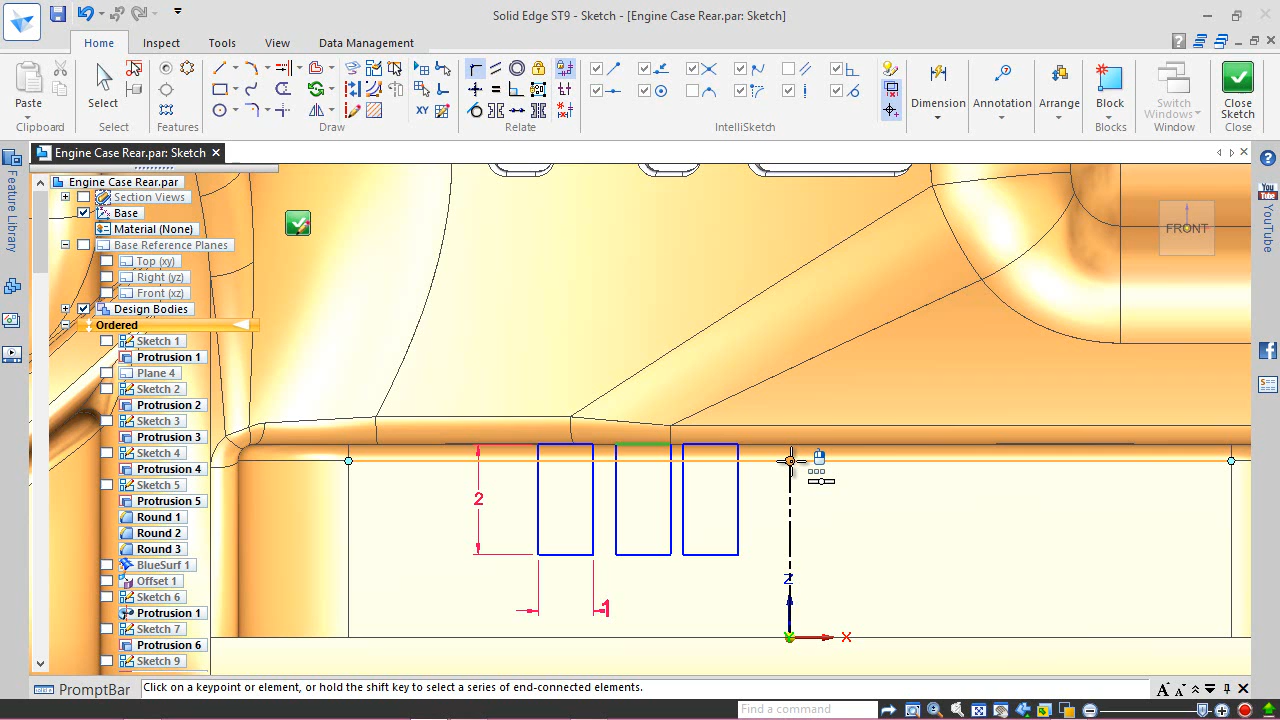 Solid Edge ST9 - Sketch - [Engine Case Rear.par: Sketch]
Home Inspect Tools View Data Management
Paste
Select
Dimension
Annotation
Arrange
Block
Switch Windows
Close Sketch
Clipboard Select Features Draw Relate IntelliSketch Blocks Window Close
Engine Case Rear.par: Sketch
Feature Library
YouTube
Engine Case Rear.par
Section Views
Base
Material (None)
Base Reference Planes
Top (xy)
Right (yz)
Front (xz)
Design Bodies
Ordered
Sketch 1
Protrusion 1
Plane 4
Sketch 2
Protrusion 2
Sketch 3
Protrusion 3
Sketch 4
Protrusion 4
Sketch 5
Protrusion 5
Round 1
Round 2
Round 3
BlueSurf 1
Offset 1
Sketch 6
Protrusion 1
Sketch 7
Protrusion 6
Sketch 9
FRONT
2
1
Z
X
PromptBar
Click on a keypoint or element, or hold the shift key to select a series of end-connected elements.
Find a command